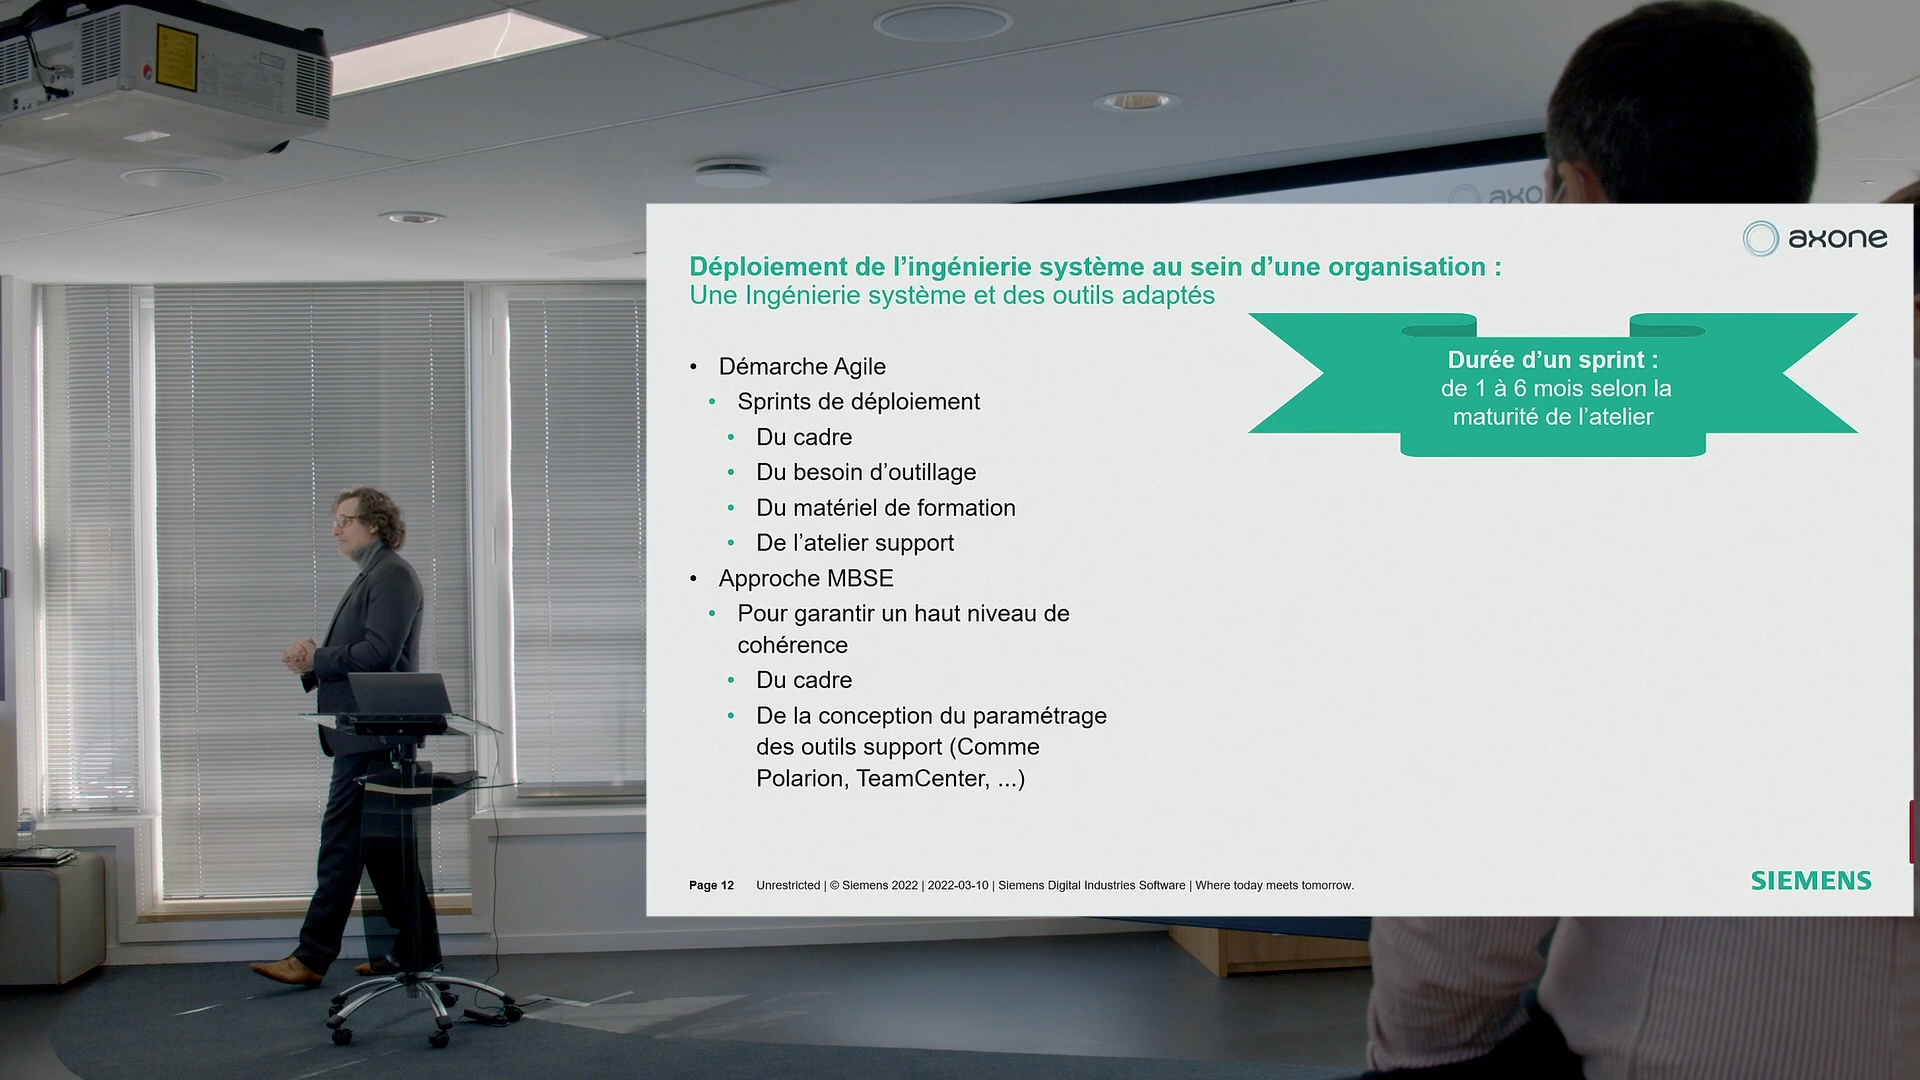 axo
axone
Déploiement de l’ingénierie système au sein d’une organisation :
Une Ingénierie système et des outils adaptés
Durée d’un sprint :
de 1 à 6 mois selon la
maturité de l’atelier
• Démarche Agile
• Sprints de déploiement
• Du cadre
• Du besoin d’outillage
• Du matériel de formation
• De l’atelier support
• Approche MBSE
• Pour garantir un haut niveau de
cohérence
• Du cadre
• De la conception du paramétrage
des outils support (Comme
Polarion, TeamCenter, ...)
Page 12 Unrestricted | © Siemens 2022 | 2022-03-10 | Siemens Digital Industries Software | Where today meets tomorrow.
SIEMENS